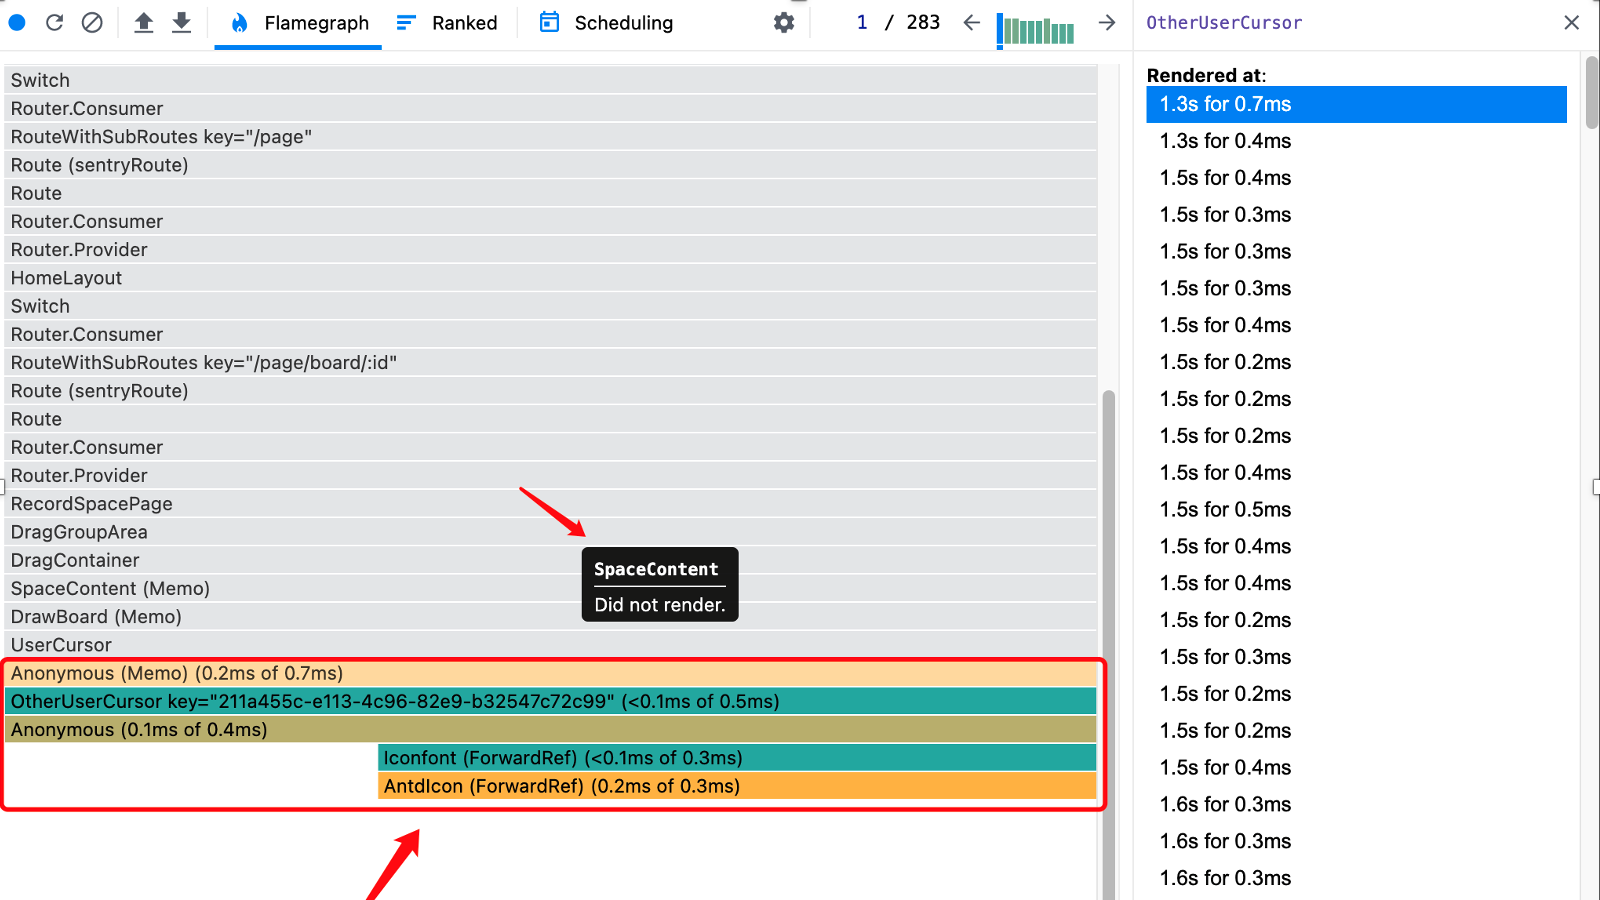 Flamegraph Ranked Scheduling 1 / 283 OtherUserCursor
Switch
Router.Consumer
RouteWithSubRoutes key="/page"
Route (sentryRoute)
Route
Router.Consumer
Router.Provider
HomeLayout
Switch
Router.Consumer
RouteWithSubRoutes key="/page/board/:id"
Route (sentryRoute)
Route
Router.Consumer
Router.Provider
RecordSpacePage
DragGroupArea
DragContainer
SpaceContent (Memo)
DrawBoard (Memo)
UserCursor
Anonymous (Memo) (0.2ms of 0.7ms)
OtherUserCursor key="211a455c-e113-4c96-82e9-b32547c72c99" (<0.1ms of 0.5ms)
Anonymous (0.1ms of 0.4ms)
Iconfont (ForwardRef) (<0.1ms of 0.3ms)
AntdIcon (ForwardRef) (0.2ms of 0.3ms)
SpaceContent
Did not render.
Rendered at:
1.3s for 0.7ms
1.3s for 0.4ms
1.5s for 0.4ms
1.5s for 0.3ms
1.5s for 0.3ms
1.5s for 0.3ms
1.5s for 0.4ms
1.5s for 0.2ms
1.5s for 0.2ms
1.5s for 0.2ms
1.5s for 0.4ms
1.5s for 0.5ms
1.5s for 0.4ms
1.5s for 0.4ms
1.5s for 0.2ms
1.5s for 0.3ms
1.5s for 0.2ms
1.5s for 0.2ms
1.5s for 0.4ms
1.6s for 0.3ms
1.6s for 0.3ms
1.6s for 0.3ms